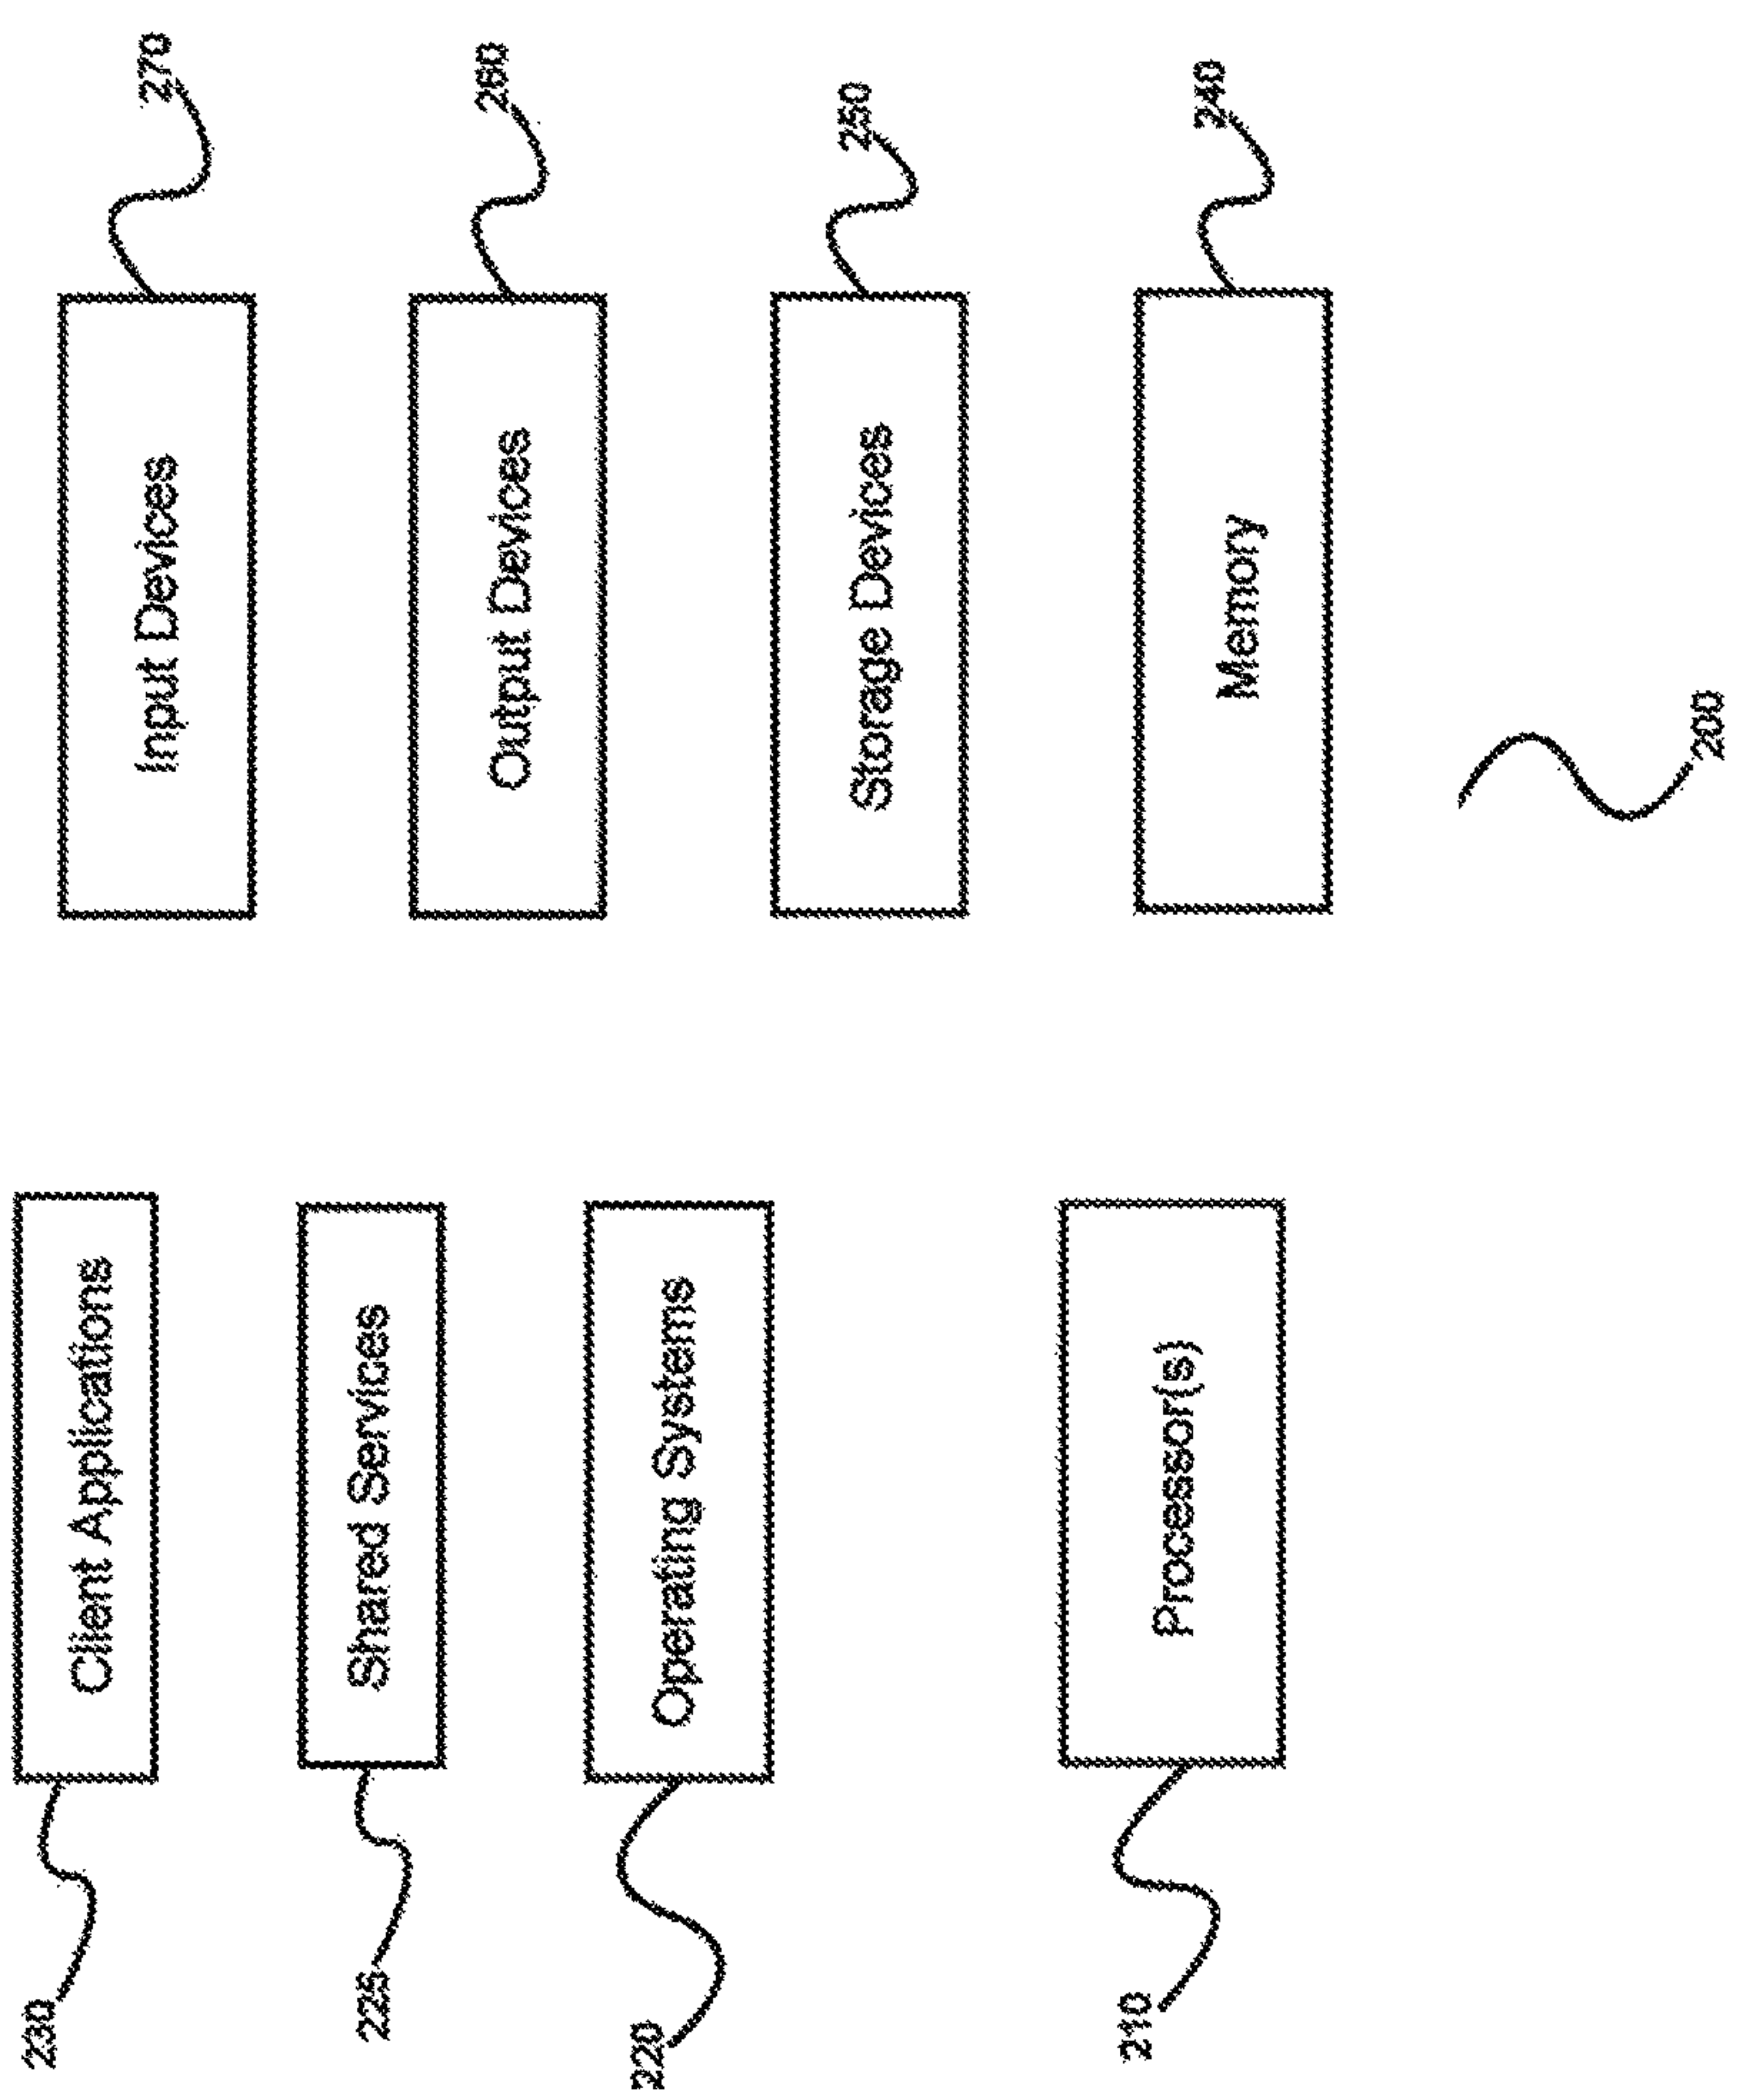 230
Client Applications
225
Shared Services
220
Operating Systems
210
Processor(s)
Input Devices
270
Output Devices
260
Storage Devices
250
Memory
240
200